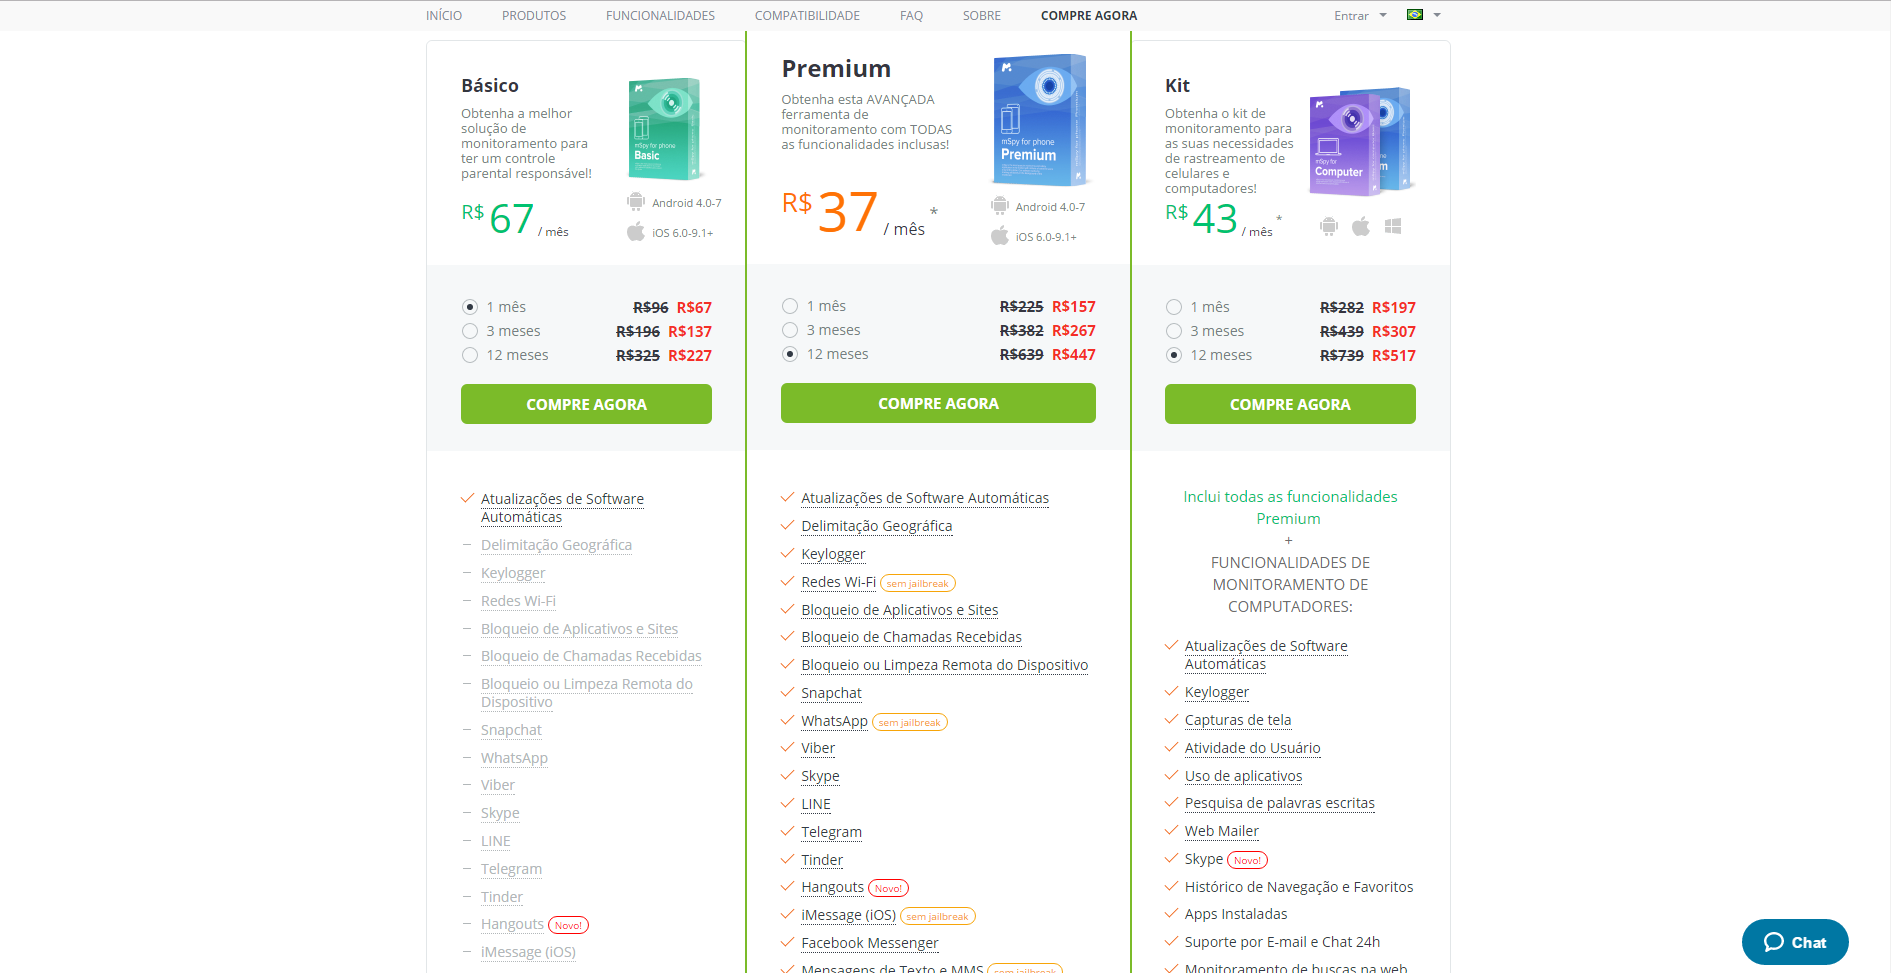 INÍCIO PRODUTOS FUNCIONALIDADES COMPATIBILIDADE FAQ SOBRE COMPRE AGORA Entrar
Básico
Obtenha a melhor
solução de
monitoramento para
ter um controle
parental responsável!
R$ 67 / mês
mSpy for phone
Basic
Android 4.0-7
iOS 6.0-9.1+
1 mês R$96 R$67
3 meses R$196 R$137
12 meses R$325 R$227
COMPRE AGORA
Atualizações de Software
Automáticas
Delimitação Geográfica
Keylogger
Redes Wi-Fi
Bloqueio de Aplicativos e Sites
Bloqueio de Chamadas Recebidas
Bloqueio ou Limpeza Remota do
Dispositivo
Snapchat
WhatsApp
Viber
Skype
LINE
Telegram
Tinder
Hangouts Novo!
iMessage (iOS)
Premium
Obtenha esta AVANÇADA
ferramenta de
monitoramento com TODAS
as funcionalidades inclusas!
R$ 37 / mês *
mSpy for phone
Premium
Android 4.0-7
iOS 6.0-9.1+
1 mês R$225 R$157
3 meses R$382 R$267
12 meses R$639 R$447
COMPRE AGORA
Atualizações de Software Automáticas
Delimitação Geográfica
Keylogger
Redes Wi-Fi sem jailbreak
Bloqueio de Aplicativos e Sites
Bloqueio de Chamadas Recebidas
Bloqueio ou Limpeza Remota do Dispositivo
Snapchat
WhatsApp sem jailbreak
Viber
Skype
LINE
Telegram
Tinder
Hangouts Novo!
iMessage (iOS) sem jailbreak
Facebook Messenger
Mensagens de Texto e MMS sem jailbreak
Kit
Obtenha o kit de
monitoramento para
as suas necessidades
de rastreamento de
celulares e
computadores!
R$ 43 / mês *
mSpy for
Computer
1 mês R$282 R$197
3 meses R$439 R$307
12 meses R$739 R$517
COMPRE AGORA
Inclui todas as funcionalidades
Premium
+
FUNCIONALIDADES DE
MONITORAMENTO DE
COMPUTADORES:
Atualizações de Software
Automáticas
Keylogger
Capturas de tela
Atividade do Usuário
Uso de aplicativos
Pesquisa de palavras escritas
Web Mailer
Skype Novo!
Histórico de Navegação e Favoritos
Apps Instaladas
Suporte por E-mail e Chat 24h
Monitoramento de buscas na web
Chat